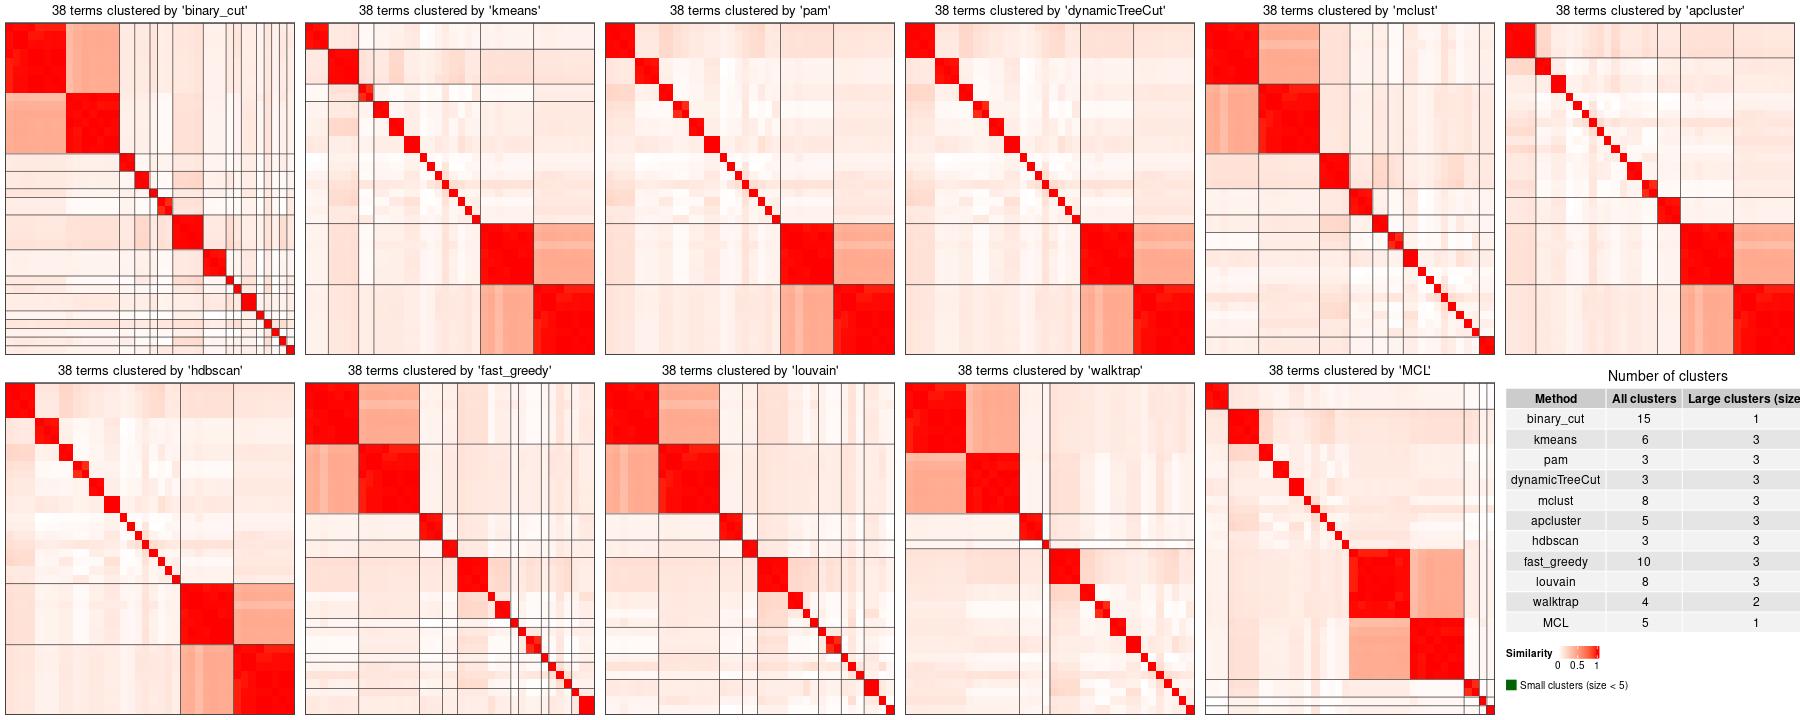 38 terms clustered by 'binary_cut'
38 terms clustered by 'kmeans'
38 terms clustered by 'pam'
38 terms clustered by 'dynamicTreeCut'
38 terms clustered by 'mclust'
38 terms clustered by 'apcluster'
38 terms clustered by 'hdbscan'
38 terms clustered by 'fast_greedy'
38 terms clustered by 'louvain'
38 terms clustered by 'walktrap'
38 terms clustered by 'MCL'
Number of clusters
Method All clusters Large clusters (size
binary_cut 15 1
kmeans 6 3
pam 3 3
dynamicTreeCut 3 3
mclust 8 3
apcluster 5 3
hdbscan 3 3
fast_greedy 10 3
louvain 8 3
walktrap 4 2
MCL 5 1
Similarity
0 0.5 1
Small clusters (size < 5)